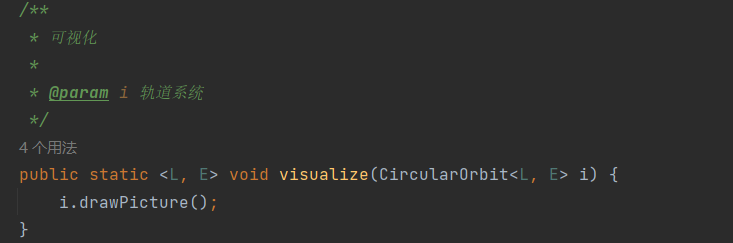 /**
 * 可视化
 *
 * @param i 轨道系统
 */
4 个用法
public static <L, E> void visualize(CircularOrbit<L, E> i) {
    i.drawPicture();
}